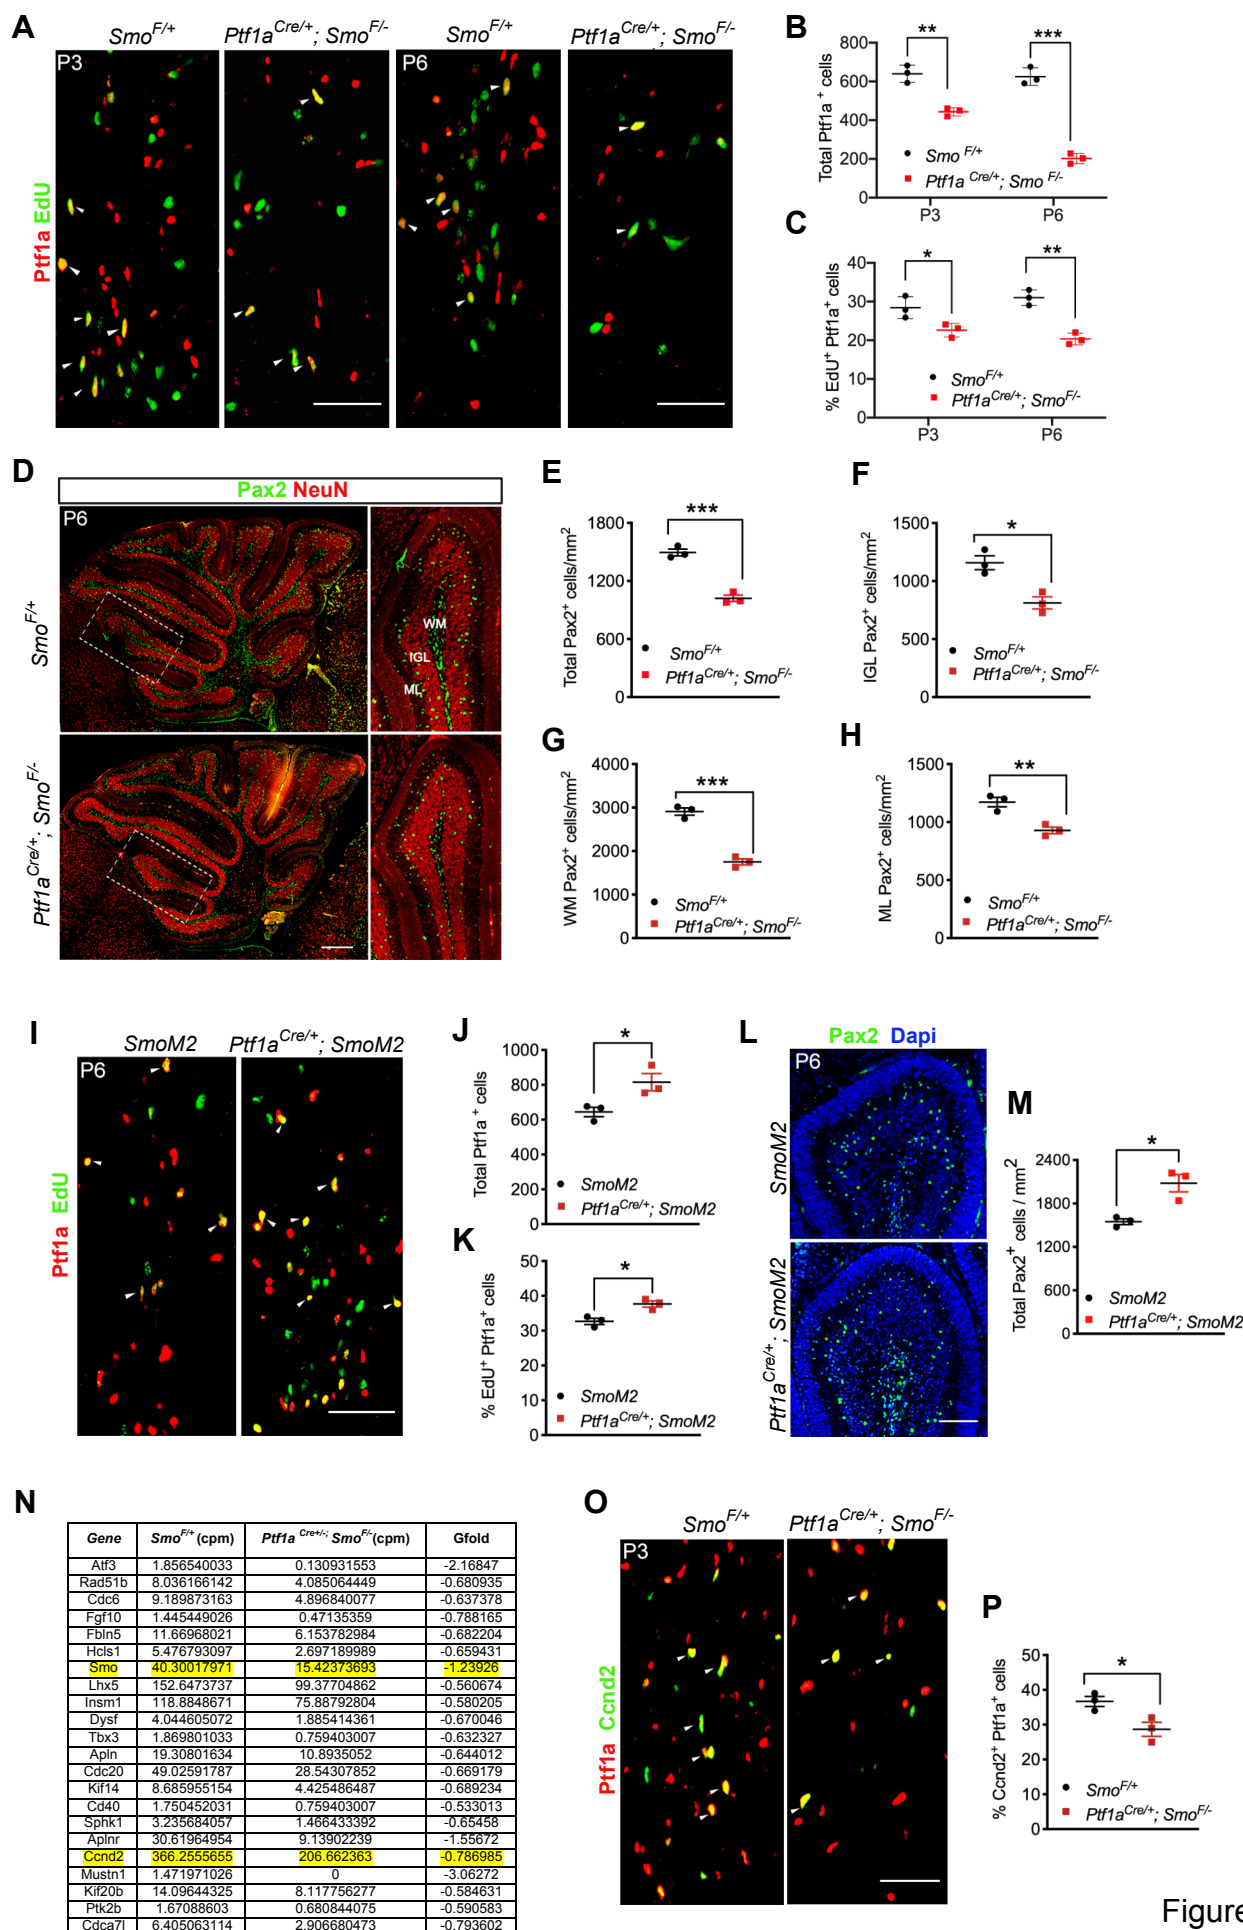 A
Smo^F/+
Ptf1a^Cre/+; Smo^F/-
Smo^F/+
Ptf1a^Cre/+; Smo^F/-
P3
P6
Ptf1a EdU
B
Total Ptf1a + cells
800
600
400
200
0
**
***
Smo F/+
Ptf1a Cre/+; Smo F/-
P3
P6
C
% EdU+ Ptf1a+ cells
40
30
20
10
0
*
**
Smo^F/+
Ptf1a^Cre/+; Smo^F/-
P3
P6
D
Pax2 NeuN
P6
Smo^F/+
WM
IGL
ML
Ptf1a^Cre/+; Smo^F/-
E
Total Pax2+ cells/mm2
1800
1200
600
0
***
Smo^F/+
Ptf1a^Cre/+; Smo^F/-
F
IGL Pax2+ cells/mm2
1500
1000
500
0
*
Smo^F/+
Ptf1a^Cre/+; Smo^F/-
G
WM Pax2+ cells/mm2
4000
3000
2000
1000
0
***
Smo^F/+
Ptf1a^Cre/+; Smo^F/-
H
ML Pax2+ cells/mm2
1500
1000
500
0
**
Smo^F/+
Ptf1a^Cre/+; Smo^F/-
I
SmoM2
Ptf1a^Cre/+; SmoM2
P6
Ptf1a EdU
J
Total Ptf1a + cells
1000
800
600
400
200
0
*
SmoM2
Ptf1a^Cre/+; SmoM2
K
% EdU+ Ptf1a+ cells
50
40
30
20
10
0
*
SmoM2
Ptf1a^Cre/+; SmoM2
L
Pax2 Dapi
P6
SmoM2
Ptf1a^Cre/+; SmoM2
M
Total Pax2+ cells / mm2
2400
1800
1200
600
0
*
SmoM2
Ptf1a^Cre/+; SmoM2
N
Gene Smo^F/+ (cpm) Ptf1a Cre+/-; Smo^F/- (cpm) Gfold
Atf3 1.856540033 0.130931553 -2.16847
Rad51b 8.036166142 4.085064449 -0.680935
Cdc6 9.189873163 4.896840077 -0.637378
Fgf10 1.445449026 0.47135359 -0.788165
Fbln5 11.66968021 6.153782984 -0.682204
Hcls1 5.476793097 2.697189989 -0.659431
Smo 40.30017971 15.42373693 -1.23926
Lhx5 152.6473737 99.37704862 -0.560674
Insm1 118.8848671 75.88792804 -0.580205
Dysf 4.044605072 1.885414361 -0.670046
Tbx3 1.869801033 0.759403007 -0.632327
Apln 19.30801634 10.8935052 -0.644012
Cdc20 49.02591787 28.54307852 -0.669179
Kif14 8.685955154 4.425486487 -0.689234
Cd40 1.750452031 0.759403007 -0.533013
Sphk1 3.235684057 1.466433392 -0.65458
Aplnr 30.61964954 9.13902239 -1.55672
Ccnd2 366.2555655 206.662363 -0.786985
Mustn1 1.471971026 0 -3.06272
Kif20b 14.09644325 8.117756277 -0.584631
Ptk2b 1.67088603 0.680844075 -0.590583
Cdca7l 6.405063114 2.906680473 -0.793602
O
Smo^F/+
Ptf1a^Cre/+; Smo^F/-
P3
Ptf1a Ccnd2
P
% Ccnd2+ Ptf1a+ cells
50
40
30
20
10
0
*
Smo^F/+
Ptf1a^Cre/+; Smo^F/-
Figure